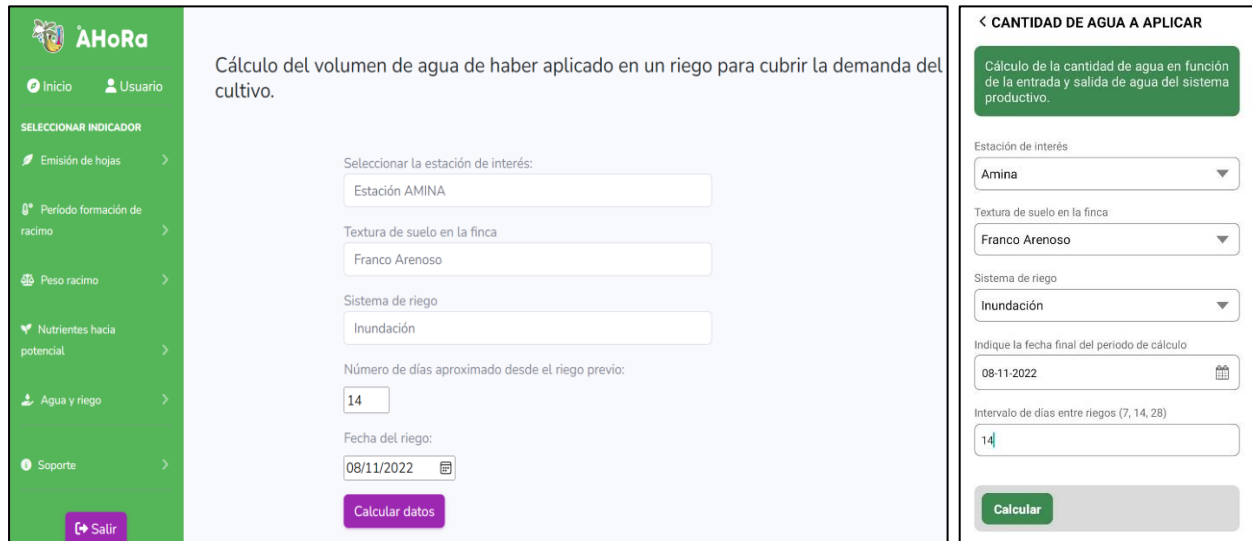 ÀHoRa
Inicio Usuario
SELECCIONAR INDICADOR
Emisión de hojas
Período formación de
racimo
Peso racimo
Nutrientes hacia
potencial
Agua y riego
Soporte
Salir
Cálculo del volumen de agua de haber aplicado en un riego para cubrir la demanda del
cultivo.
Seleccionar la estación de interés:
Estación AMINA
Textura de suelo en la finca
Franco Arenoso
Sistema de riego
Inundación
Número de días aproximado desde el riego previo:
14
Fecha del riego:
08/11/2022
Calcular datos
< CANTIDAD DE AGUA A APLICAR
Cálculo de la cantidad de agua en función
de la entrada y salida de agua del sistema
productivo.
Estación de interés
Amina
Textura de suelo en la finca
Franco Arenoso
Sistema de riego
Inundación
Indique la fecha final del periodo de cálculo
08-11-2022
Intervalo de días entre riegos (7, 14, 28)
14
Calcular